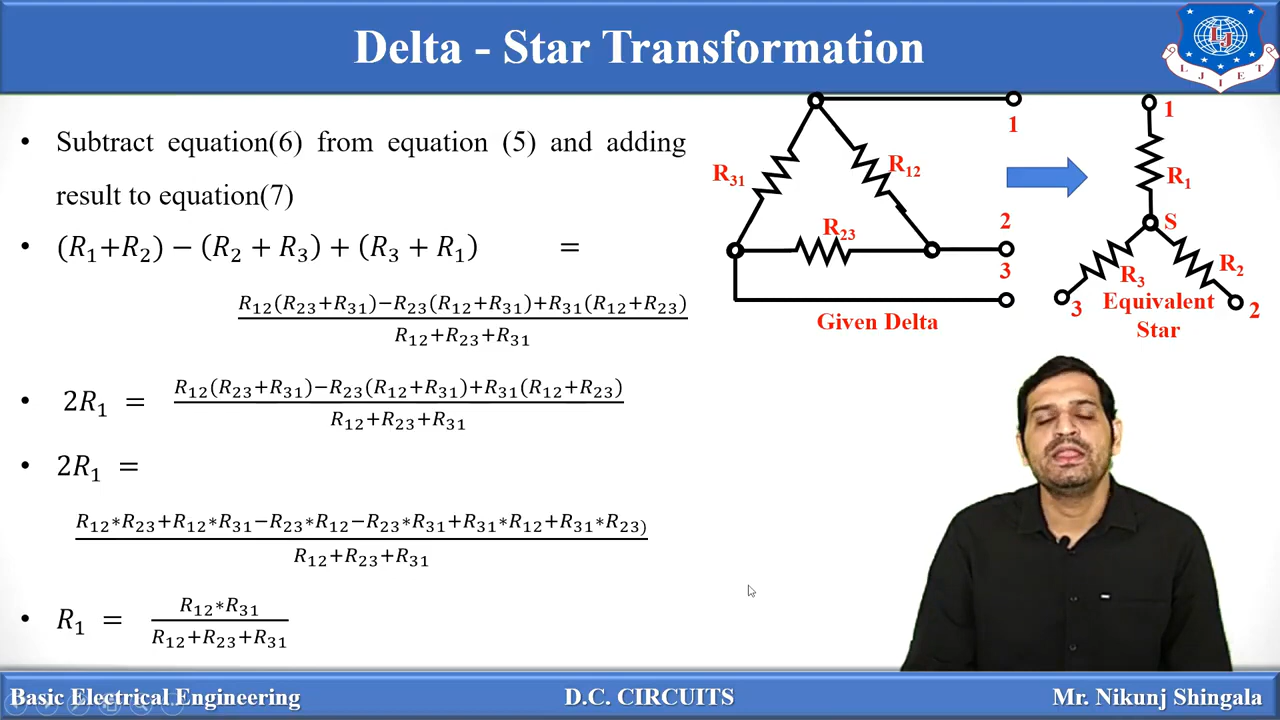 Delta - Star Transformation
LJIET
• Subtract equation(6) from equation (5) and adding
result to equation(7)
• (R₁+R₂) − (R₂ + R₃) + (R₃ + R₁) =
R₁₂(R₂₃+R₃₁)−R₂₃(R₁₂+R₃₁)+R₃₁(R₁₂+R₂₃)
R₁₂+R₂₃+R₃₁
• 2R₁ = R₁₂(R₂₃+R₃₁)−R₂₃(R₁₂+R₃₁)+R₃₁(R₁₂+R₂₃)
R₁₂+R₂₃+R₃₁
• 2R₁ =
R₁₂∗R₂₃+R₁₂∗R₃₁−R₂₃∗R₁₂−R₂₃∗R₃₁+R₃₁∗R₁₂+R₃₁∗R₂₃)
R₁₂+R₂₃+R₃₁
• R₁ = R₁₂∗R₃₁
R₁₂+R₂₃+R₃₁
1
R₃₁
R₁₂
R₂₃
2
3
Given Delta
1
R₁
S
R₃
R₂
3
2
Equivalent
Star
Basic Electrical Engineering
D.C. CIRCUITS
Mr. Nikunj Shingala